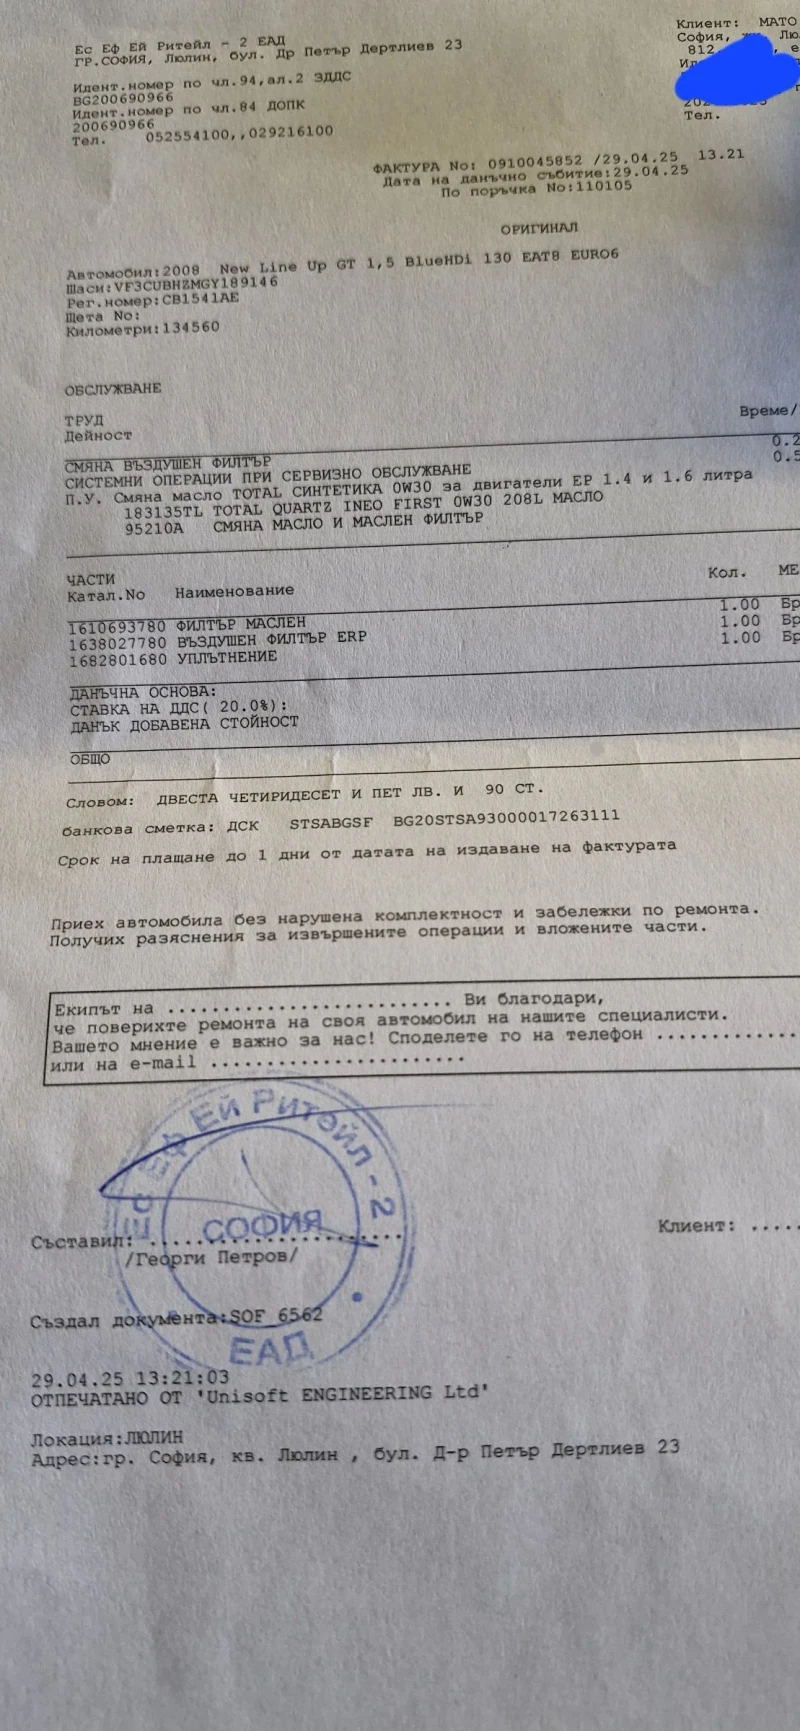 Ес Еф Ей Ритейл - 2 ЕАД
ГР.СОФИЯ, Люлин, бул. Др Петър Дертлиев 23
Идент.номер по чл.94,ал.2 ЗДДС
BG200690966
Идент.номер по чл.84 ДОПК
200690966
Тел. 052554100,,029216100
Клиент: МАТО
София,
812
Тел.
ФАКТУРА No: 0910045852 /29.04.25 13.21
Дата на данъчно събитие:29.04.25
По поръчка No:110105
ОРИГИНАЛ
Автомобил:2008 New Line Up GT 1,5 BlueHDi 130 EAT8 EURO6
Шаси:VF3CUBHZMGY189146
Рег.номер:CB1541AE
Щета No:
Километри:134560
ОБСЛУЖВАНЕ
ТРУД
Дейност Време/
СМЯНА ВЪЗДУШЕН ФИЛТЪР 0.2
СИСТЕМНИ ОПЕРАЦИИ ПРИ СЕРВИЗНО ОБСЛУЖВАНЕ 0.5
П.У. Смяна масло TOTAL СИНТЕТИКА 0W30 за двигатели EP 1.4 и 1.6 литра
183135TL TOTAL QUARTZ INEO FIRST 0W30 208L МАСЛО
95210A СМЯНА МАСЛО И МАСЛЕН ФИЛТЪР
ЧАСТИ
Катал.No Наименование Кол. МЕ
1610693780 ФИЛТЪР МАСЛЕН 1.00 Бр
1638027780 ВЪЗДУШЕН ФИЛТЪР ERP 1.00 Бр
1682801680 УПЛЪТНЕНИЕ 1.00 Бр
ДАНЪЧНА ОСНОВА:
СТАВКА НА ДДС( 20.0%):
ДАНЪК ДОБАВЕНА СТОЙНОСТ
ОБЩО
Словом: ДВЕСТА ЧЕТИРИДЕСЕТ И ПЕТ ЛВ. И 90 СТ.
банкова сметка: ДСК STSABGSF BG20STSA93000017263111
Срок на плащане до 1 дни от датата на издаване на фактурата
Приех автомобила без нарушена комплектност и забележки по ремонта.
Получих разяснения за извършените операции и вложените части.
Екипът на .......................... Ви благодари,
че поверихте ремонта на своя автомобил на нашите специалисти.
Вашето мнение е важно за нас! Споделете го на телефон .............
или на e-mail .......................
Ес Еф Ей Ритейл - 2
СОФИЯ
ЕАД
Съставил: ....................... Клиент: ....
/Георги Петров/
Създал документа:SOF_6562
29.04.25 13:21:03
ОТПЕЧАТАНО ОТ 'Unisoft ENGINEERING Ltd'
Локация:ЛЮЛИН
Адрес:гр. София, кв. Люлин , бул. Д-р Петър Дертлиев 23